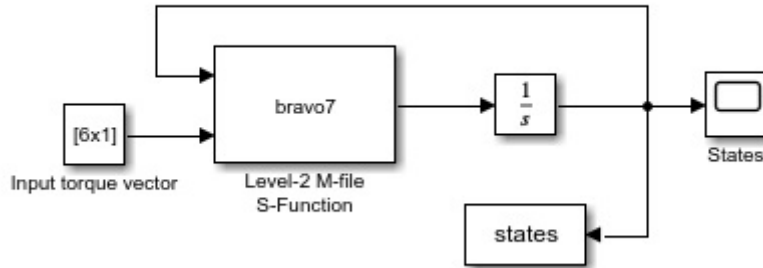 bravo7
1
s
[6x1]
Input torque vector
Level-2 M-file
S-Function
States
states